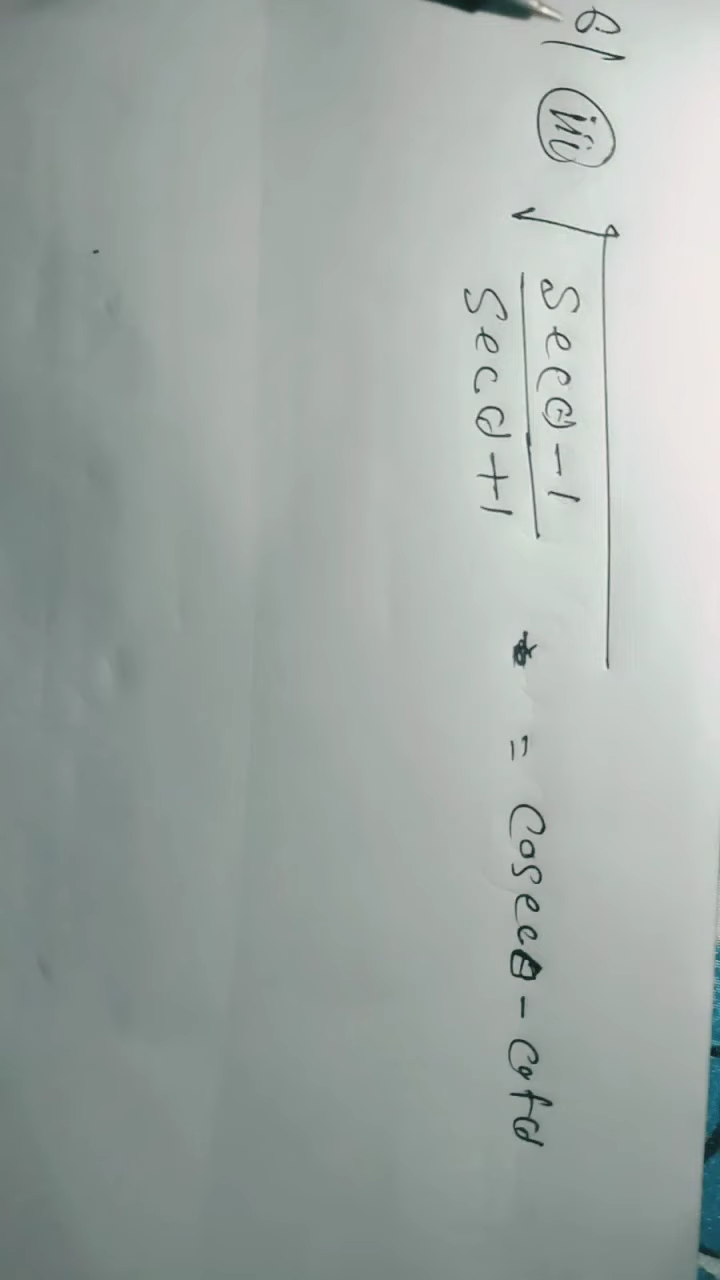 6) (iii) √ Secθ-1 / Secθ+1 = Cosecθ - Cotθ